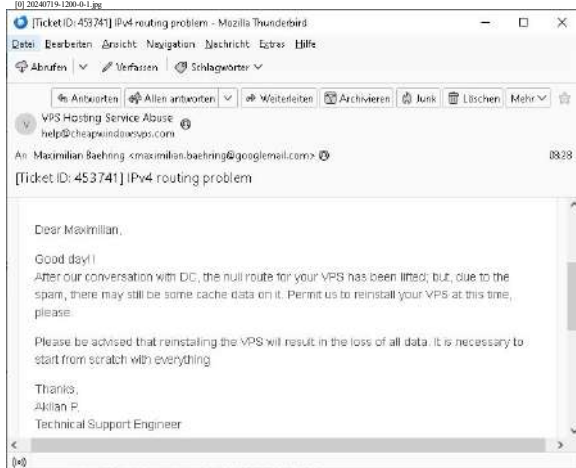 [0] 20240719-1200-0-1.jpg
[Ticket ID: 453741] IPv4 routing problem - Mozilla Thunderbird
Datei Bearbeiten Ansicht Navigation Nachricht Extras Hilfe
Abrufen Verfassen Schlagwörter
Antworten Allen antworten Weiterleiten Archivieren Junk Löschen Mehr
V VPS Hosting Service Abuse
help@cheapwindowsvps.com
An Maximilian Baehring <maximilian.baehring@googlemail.com> 08:28
[Ticket ID: 453741] IPv4 routing problem
Dear Maximilian,
Good day!!
After our conversation with DC, the null route for your VPS has been lifted; but, due to the
spam, there may still be some cache data on it. Permit us to reinstall your VPS at this time,
please.
Please be advised that reinstalling the VPS will result in the loss of all data. It is necessary to
start from scratch with everything
Thanks,
Akilan P.
Technical Support Engineer